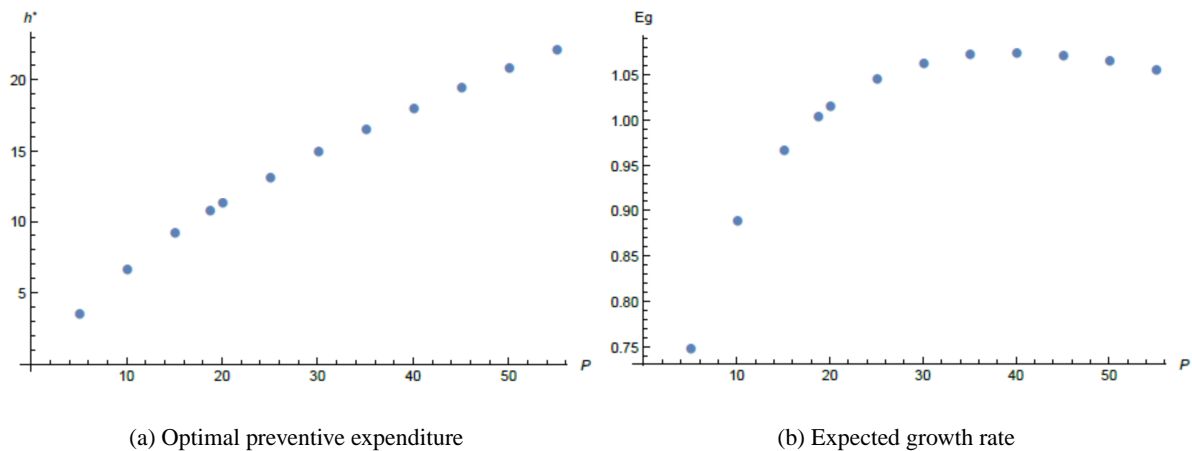 h*
20
15
10
5
10 20 30 40 50 P
(a) Optimal preventive expenditure
Eg
1.05
1.00
0.95
0.90
0.85
0.80
0.75
10 20 30 40 50 P
(b) Expected growth rate